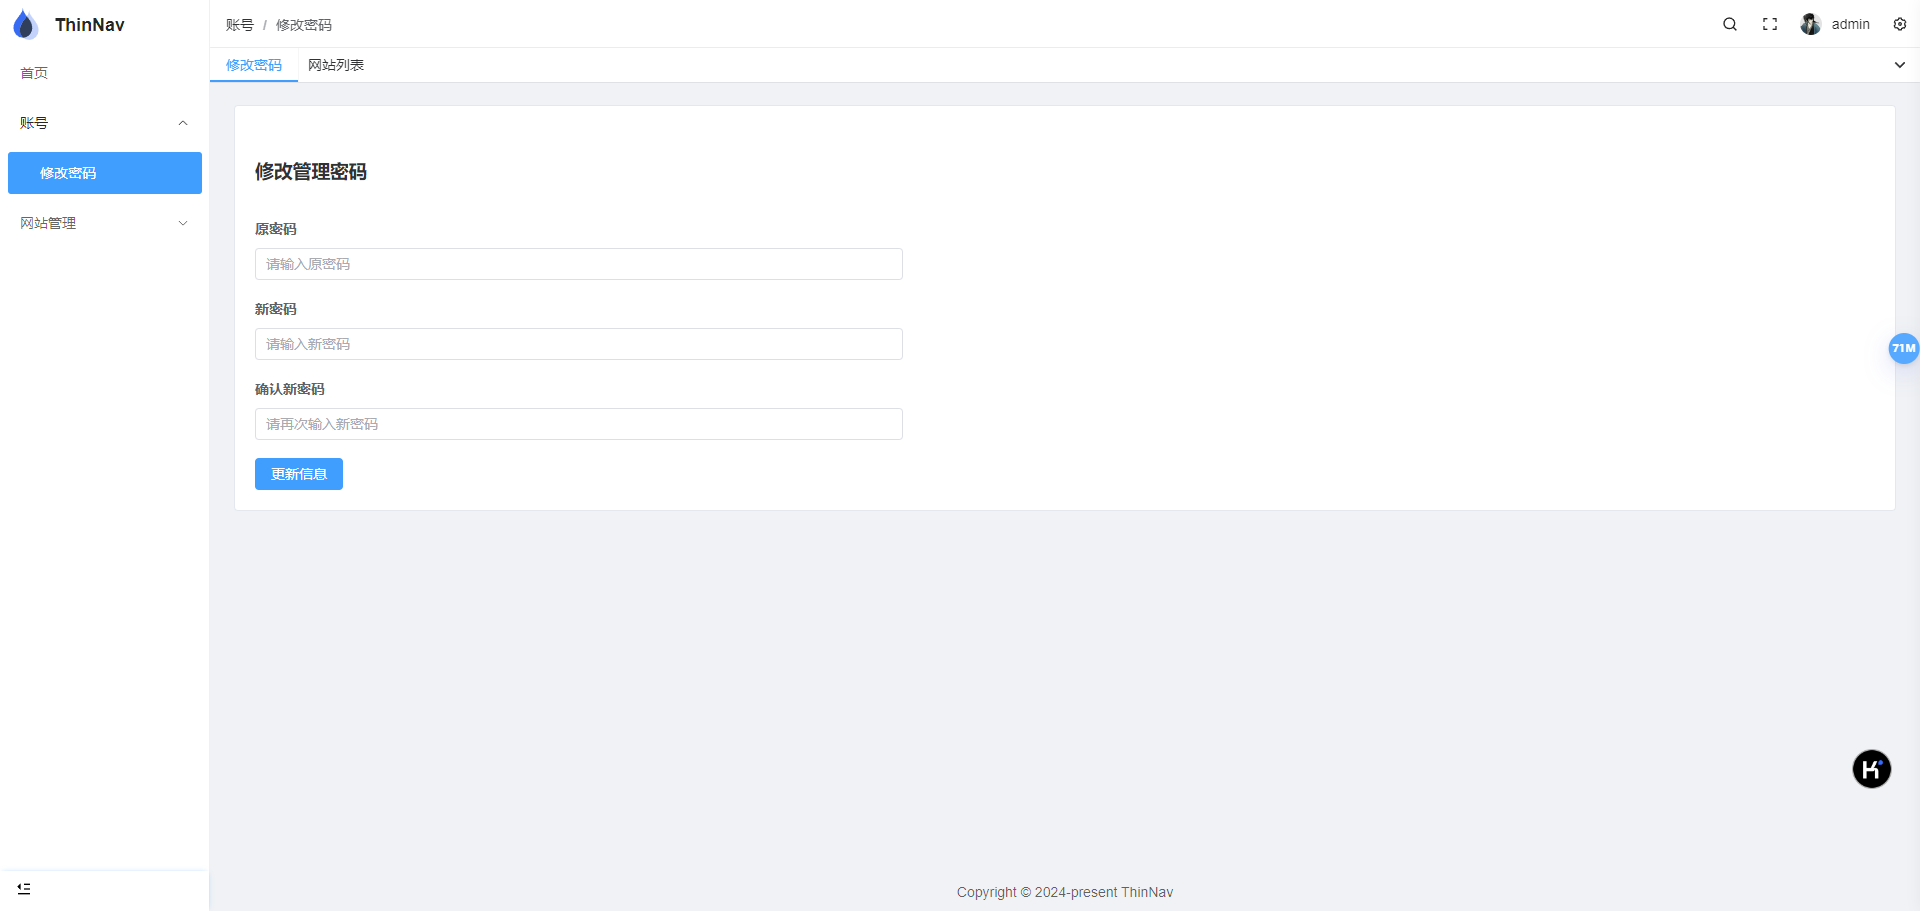 ThinNav
账号 / 修改密码
admin
修改密码
网站列表
首页
账号
修改密码
网站管理
修改管理密码
原密码
请输入原密码
新密码
请输入新密码
确认新密码
请再次输入新密码
更新信息
71M
K
Copyright © 2024-present ThinNav